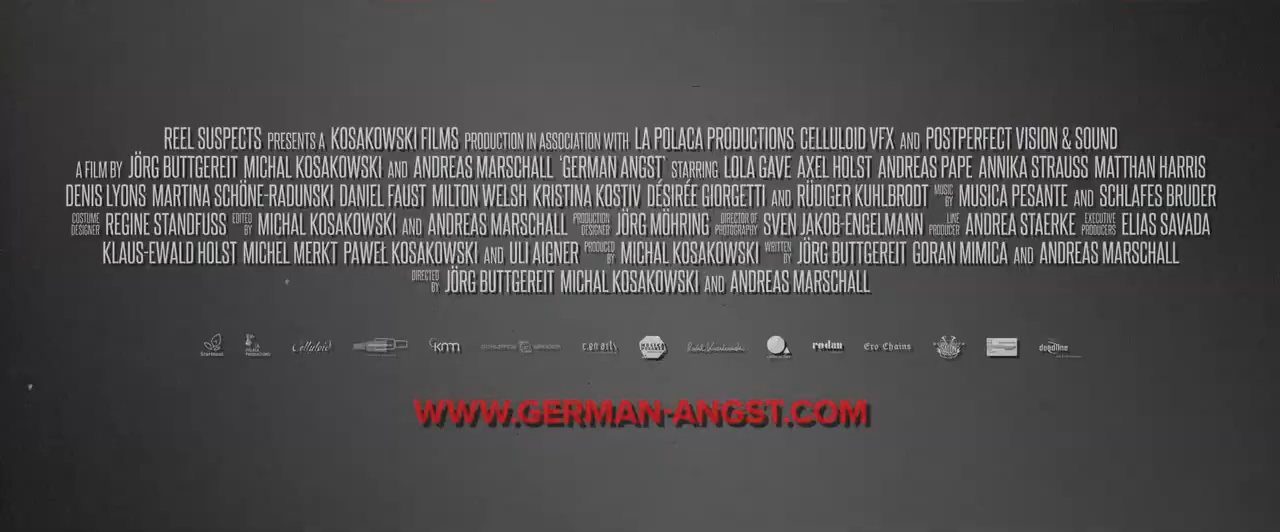 REEL SUSPECTS PRESENTS A KOSAKOWSKI FILMS PRODUCTION IN ASSOCIATION WITH LA POLACA PRODUCTIONS CELLULOID VFX AND POSTPERFECT VISION & SOUND
A FILM BY JÖRG BUTTGEREIT MICHAL KOSAKOWSKI AND ANDREAS MARSCHALL 'GERMAN ANGST' STARRING LOLA GAVE AXEL HOLST ANDREAS PAPE ANNIKA STRAUSS MATTHAN HARRIS
DENIS LYONS MARTINA SCHÖNE-RADUNSKI DANIEL FAUST MILTON WELSH KRISTINA KOSTIV DÉSIRÉE GIORGETTI AND RÜDIGER KUHLBRODT MUSIC BY MUSICA PESANTE AND SCHLAFES BRUDER
COSTUME DESIGNER REGINE STANDFUSS EDITED BY MICHAL KOSAKOWSKI AND ANDREAS MARSCHALL PRODUCTION DESIGNER JÖRG MÖHRING DIRECTOR OF PHOTOGRAPHY SVEN JAKOB-ENGELMANN LINE PRODUCER ANDREA STAERKE EXECUTIVE PRODUCERS ELIAS SAVADA
KLAUS-EWALD HOLST MICHEL MERKT PAWEŁ KOSAKOWSKI AND ULI AIGNER PRODUCED BY MICHAL KOSAKOWSKI WRITTEN BY JÖRG BUTTGEREIT GORAN MIMICA AND ANDREAS MARSCHALL
DIRECTED BY JÖRG BUTTGEREIT MICHAL KOSAKOWSKI AND ANDREAS MARSCHALL
Celluloid knm rodan Ero Chains deadline
WWW.GERMAN-ANGST.COM